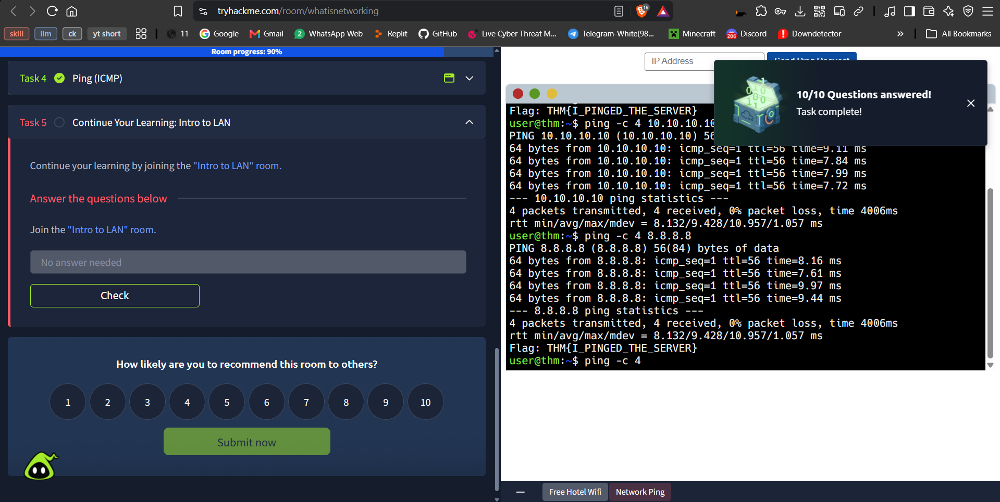 tryhackme.com/room/whatisnetworking
16
skill
llm
ck
yt short
11
Google
Gmail
2
WhatsApp Web
Replit
GitHub
Live Cyber Threat M...
Telegram-White(98...
Minecraft
206
Discord
Downdetector
»
All Bookmarks
Room progress: 90%
Task 4
Ping (ICMP)
Task 5
Continue Your Learning: Intro to LAN
Continue your learning by joining the "Intro to LAN" room.
Answer the questions below
Join the "Intro to LAN" room.
No answer needed
Check
How likely are you to recommend this room to others?
1 2 3 4 5 6 7 8 9 10
Submit now
IP Address
Send Ping Request
10/10 Questions answered!
Task complete!
Flag: THM{I_PINGED_THE_SERVER}
user@thm:~$ ping -c 4 10.10.10.10
PING 10.10.10.10 (10.10.10.10) 56
64 bytes from 10.10.10.10: icmp_seq=1 ttl=56 time=9.11 ms
64 bytes from 10.10.10.10: icmp_seq=1 ttl=56 time=7.84 ms
64 bytes from 10.10.10.10: icmp_seq=1 ttl=56 time=7.99 ms
64 bytes from 10.10.10.10: icmp_seq=1 ttl=56 time=7.72 ms
--- 10.10.10.10 ping statistics ---
4 packets transmitted, 4 received, 0% packet loss, time 4006ms
rtt min/avg/max/mdev = 8.132/9.428/10.957/1.057 ms
user@thm:~$ ping -c 4 8.8.8.8
PING 8.8.8.8 (8.8.8.8) 56(84) bytes of data
64 bytes from 8.8.8.8: icmp_seq=1 ttl=56 time=8.16 ms
64 bytes from 8.8.8.8: icmp_seq=1 ttl=56 time=7.61 ms
64 bytes from 8.8.8.8: icmp_seq=1 ttl=56 time=9.97 ms
64 bytes from 8.8.8.8: icmp_seq=1 ttl=56 time=9.44 ms
--- 8.8.8.8 ping statistics ---
4 packets transmitted, 4 received, 0% packet loss, time 4006ms
rtt min/avg/max/mdev = 8.132/9.428/10.957/1.057 ms
Flag: THM{I_PINGED_THE_SERVER}
user@thm:~$ ping -c 4
Free Hotel Wifi
Network Ping